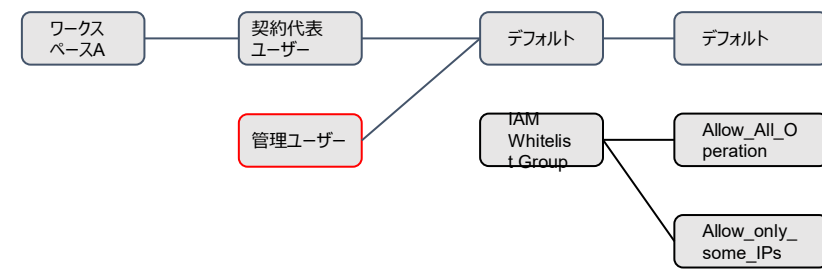 ワークス
ペースA
契約代表
ユーザー
デフォルト
デフォルト
管理ユーザー
IAM
Whitelis
t Group
Allow_All_O
peration
Allow_only_
some_IPs